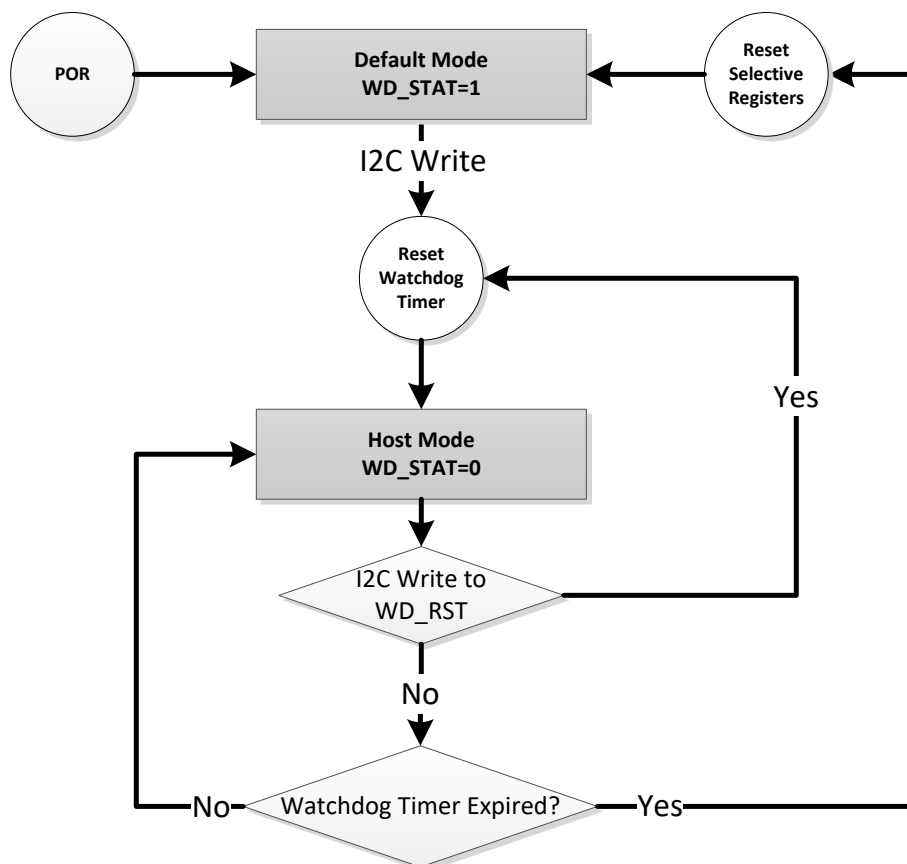 POR
Default Mode
WD_STAT=1
Reset
Selective
Registers
I2C Write
Reset
Watchdog
Timer
Yes
Host Mode
WD_STAT=0
I2C Write to
WD_RST
No
No
Watchdog Timer Expired?
Yes